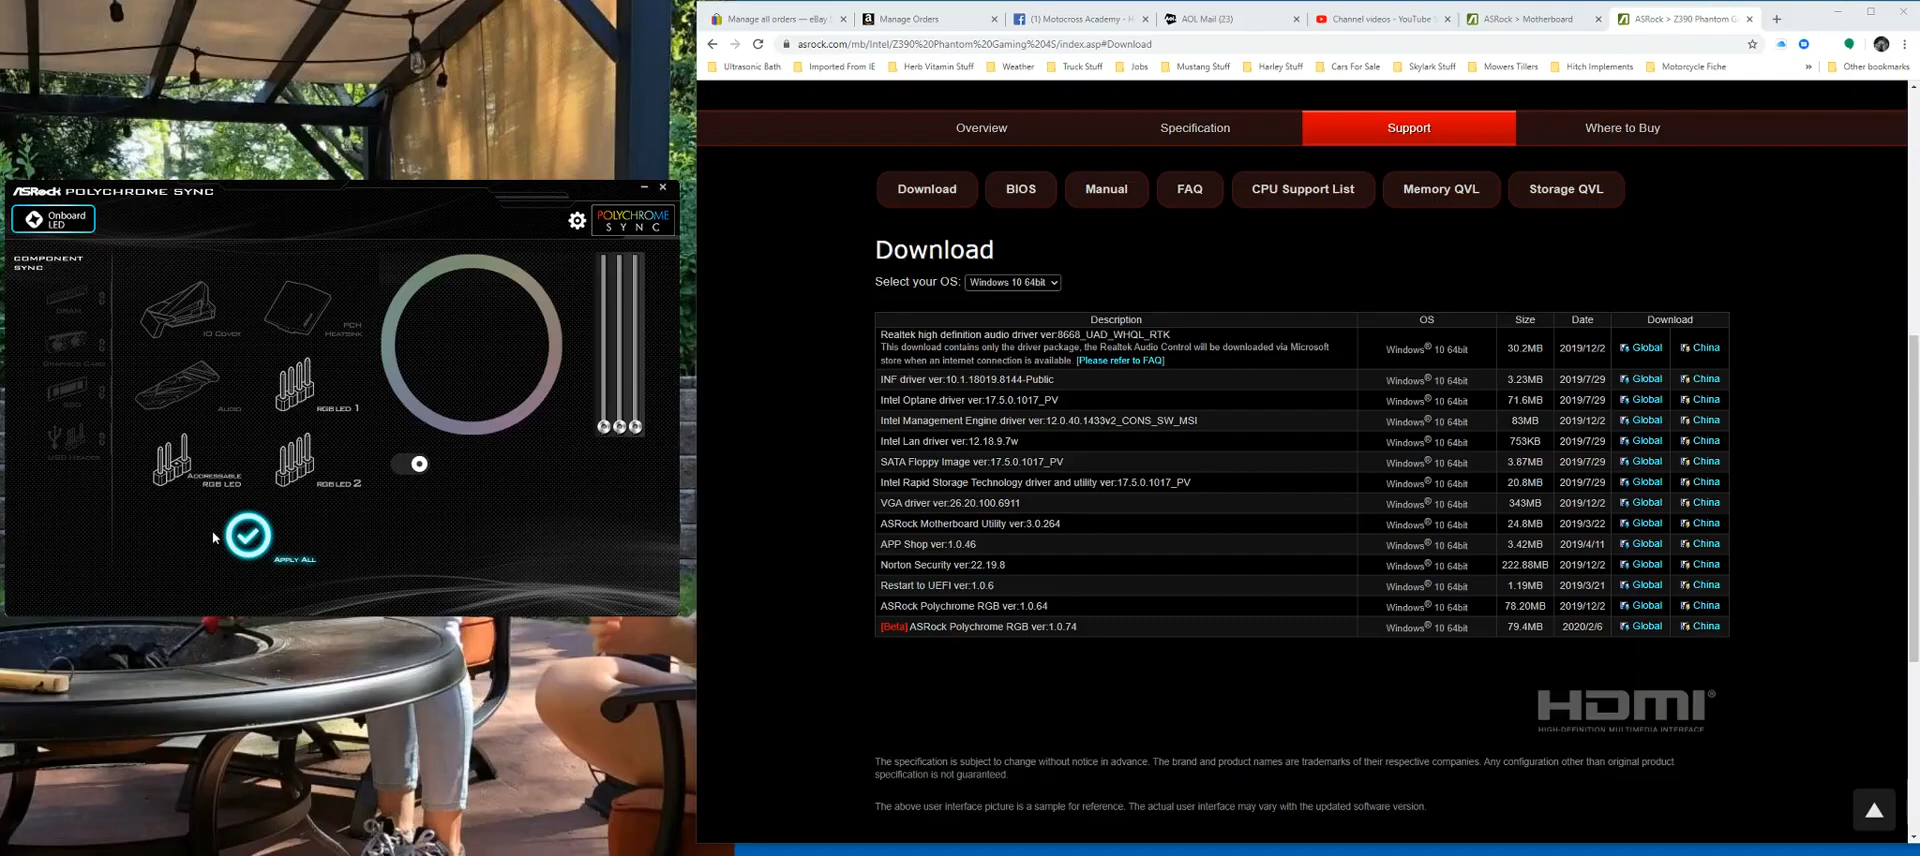 Manage all orders — eBay
Manage Orders
(1) Motocross Academy - H
AOL Mail (23)
Channel videos - YouTube S
ASRock > Motherboard
ASRock > Z390 Phantom G
asrock.com/mb/Intel/Z390%20Phantom%20Gaming%204S/index.asp#Download
Ultrasonic Bath
Imported From IE
Herb Vitamin Stuff
Weather
Truck Stuff
Jobs
Mustang Stuff
Harley Stuff
Cars For Sale
Skylark Stuff
Mowers Tillers
Hitch Implements
Motorcycle Fiche
»
Other bookmarks
ASRock POLYCHROME SYNC
Onboard
LED
POLYCHROME
SYNC
COMPONENT
SYNC
DRAM
GRAPHICS CARD
SSD
USB HEADER
IO COVER
PCH
HEATSINK
AUDIO
RGB LED 1
ADDRESSABLE
RGB LED
RGB LED 2
APPLY ALL
Overview
Specification
Support
Where to Buy
Download
BIOS
Manual
FAQ
CPU Support List
Memory QVL
Storage QVL
Download
Select your OS: Windows 10 64bit
Description OS Size Date Download
Realtek high definition audio driver ver:8668_UAD_WHQL_RTK
This download contains only the driver package, the Realtek Audio Control will be downloaded via Microsoft
store when an internet connection is available. [Please refer to FAQ]
Windows® 10 64bit 30.2MB 2019/12/2 Global China
INF driver ver:10.1.18019.8144-Public Windows® 10 64bit 3.23MB 2019/7/29 Global China
Intel Optane driver ver:17.5.0.1017_PV Windows® 10 64bit 71.6MB 2019/7/29 Global China
Intel Management Engine driver ver:12.0.40.1433v2_CONS_SW_MSI Windows® 10 64bit 83MB 2019/7/29 Global China
Intel Lan driver ver:12.18.9.7w Windows® 10 64bit 753KB 2019/7/29 Global China
SATA Floppy Image ver:17.5.0.1017_PV Windows® 10 64bit 3.87MB 2019/7/29 Global China
Intel Rapid Storage Technology driver and utility ver:17.5.0.1017_PV Windows® 10 64bit 20.8MB 2019/7/29 Global China
VGA driver ver:26.20.100.6911 Windows® 10 64bit 343MB 2019/12/2 Global China
ASRock Motherboard Utility ver:3.0.264 Windows® 10 64bit 24.8MB 2019/3/22 Global China
APP Shop ver:1.0.46 Windows® 10 64bit 3.42MB 2019/4/11 Global China
Norton Security ver:22.19.8 Windows® 10 64bit 222.88MB 2019/12/2 Global China
Restart to UEFI ver:1.0.6 Windows® 10 64bit 1.19MB 2019/3/21 Global China
ASRock Polychrome RGB ver:1.0.64 Windows® 10 64bit 78.20MB 2019/12/2 Global China
[Beta] ASRock Polychrome RGB ver:1.0.74 Windows® 10 64bit 79.4MB 2020/2/6 Global China
HDMI®
HIGH-DEFINITION MULTIMEDIA INTERFACE
The specification is subject to change without notice in advance. The brand and product names are trademarks of their respective companies. Any configuration other than original product
specification is not guaranteed.
The above user interface picture is a sample for reference. The actual user interface may vary with the updated software version.